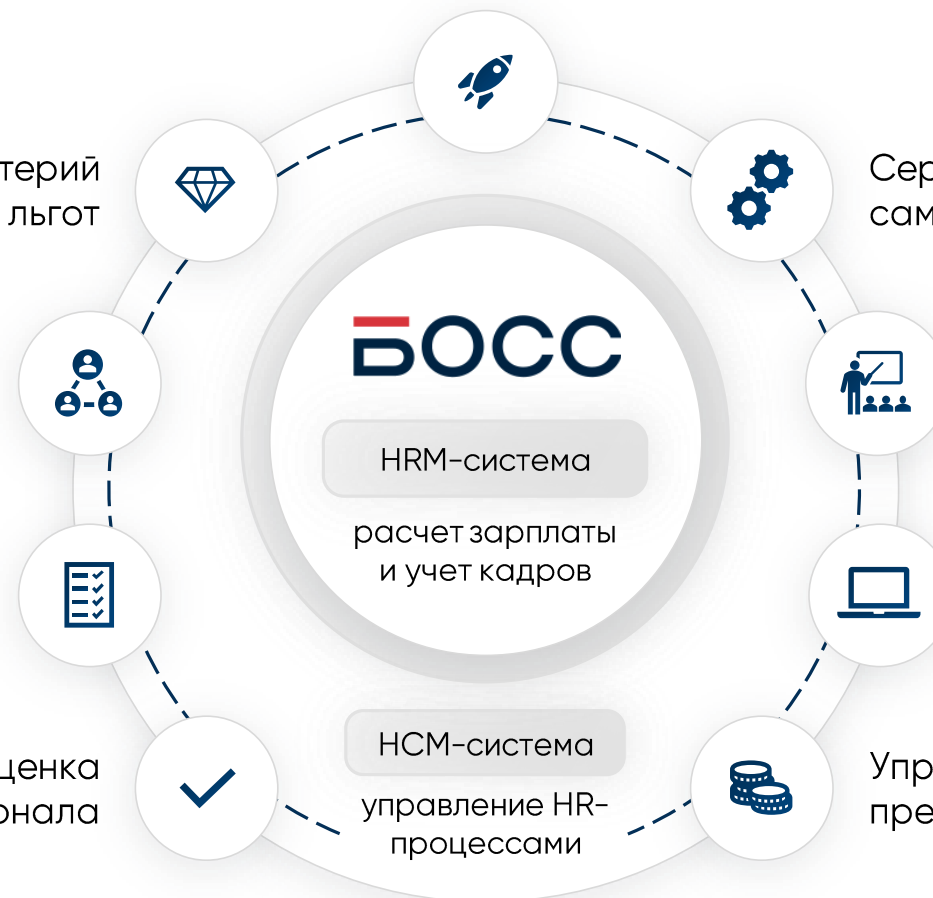 терий
льгот
Сер
сам
БОСС
HRM-система
расчет зарплаты
и учет кадров
HCM-система
управление HR-
процессами
ценка
онала
Упр
пре